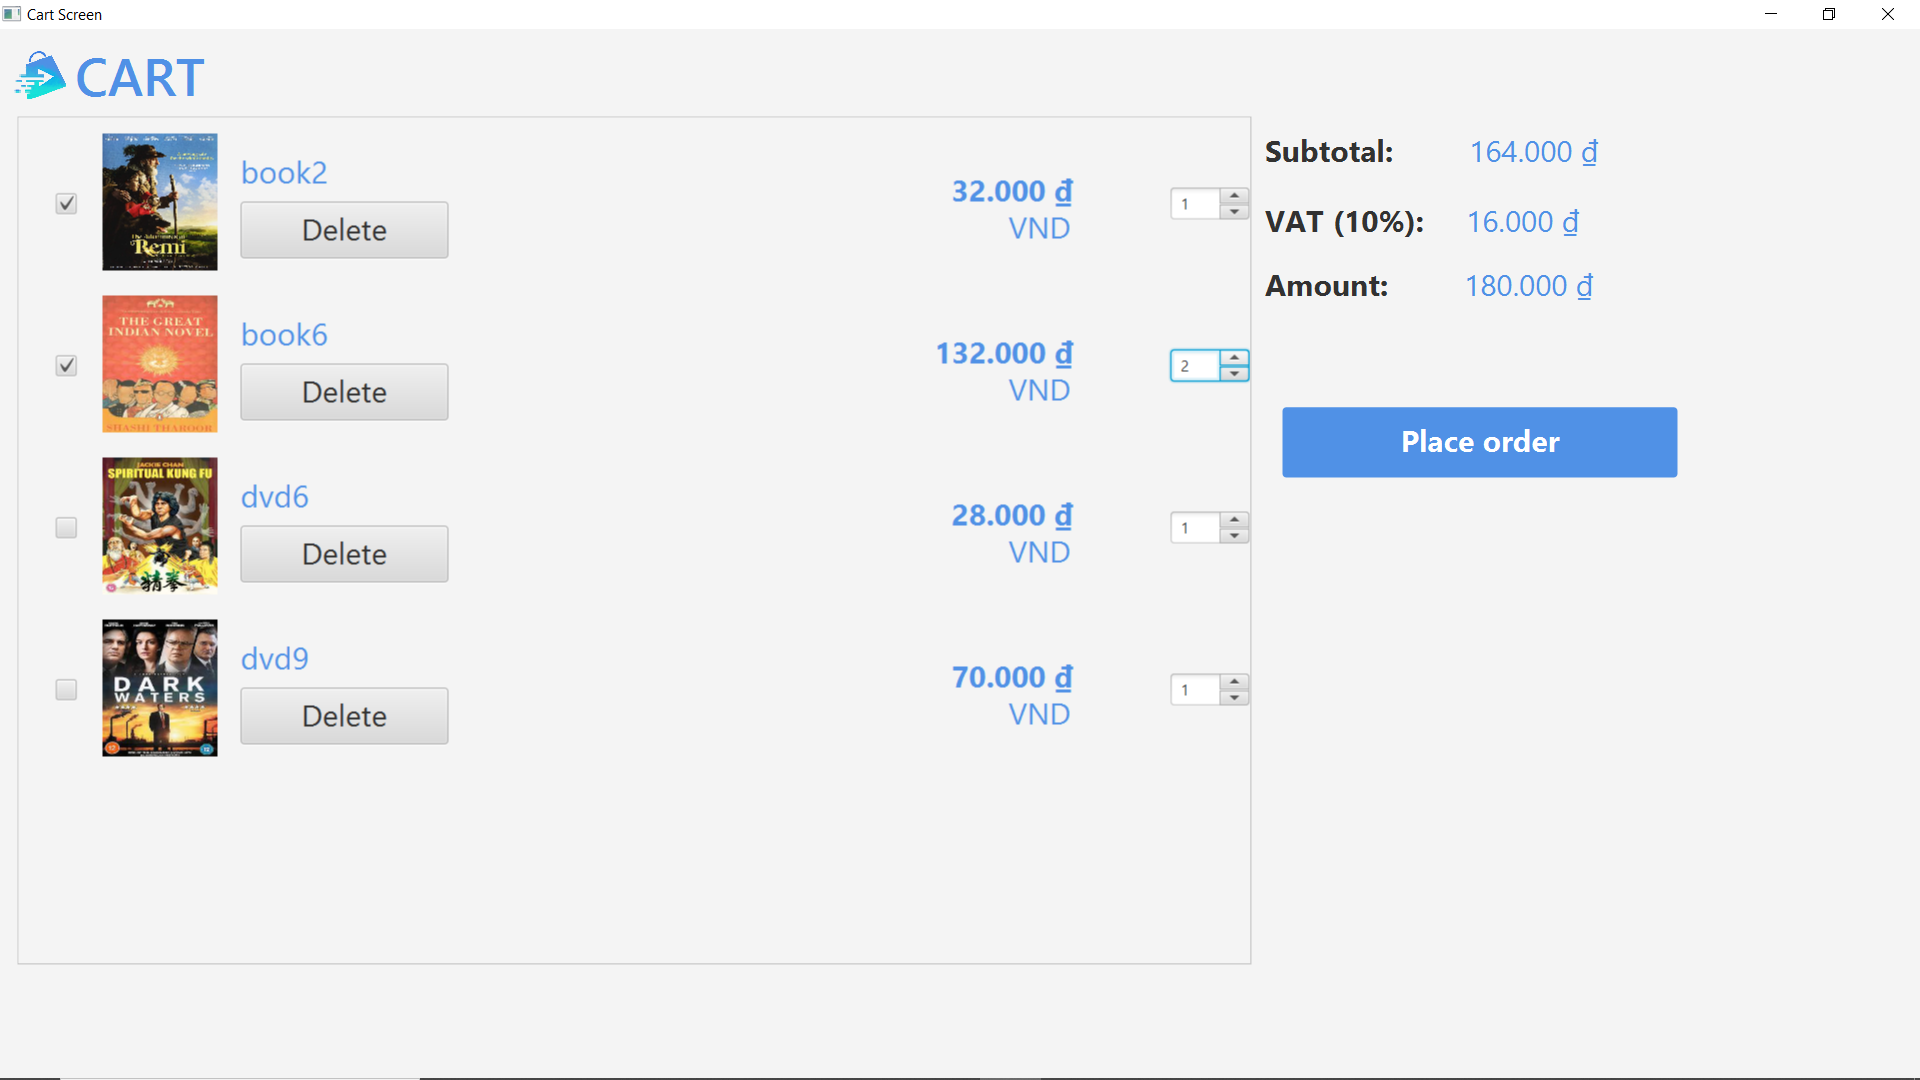 Cart Screen
CART
Remi
book2
Delete
32.000 ₫
VND
1
THE GREAT
INDIAN NOVEL
SHASHI THAROOR
book6
Delete
132.000 ₫
VND
2
JACKIE CHAN
SPIRITUAL KUNG FU
dvd6
Delete
28.000 ₫
VND
1
DARK
WATERS
dvd9
Delete
70.000 ₫
VND
1
Subtotal: 164.000 ₫
VAT (10%): 16.000 ₫
Amount: 180.000 ₫
Place order